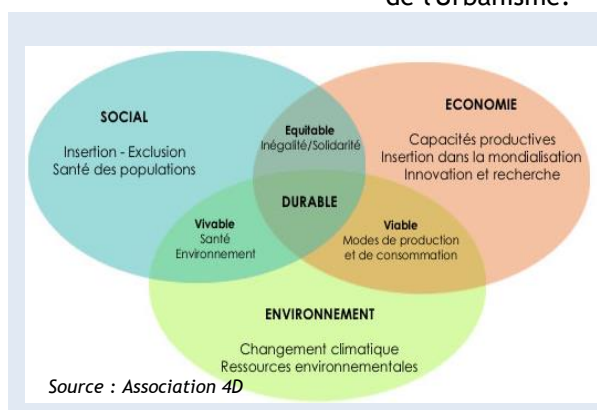 de l'Urbanisme.
SOCIAL
Insertion - Exclusion
Santé des populations
Equitable
Inégalité/Solidarité
ECONOMIE
Capacités productives
Insertion dans la mondialisation
Innovation et recherche
DURABLE
Vivable
Santé
Environnement
Viable
Modes de production
et de consommation
ENVIRONNEMENT
Changement climatique
Ressources environnementales
Source : Association 4D